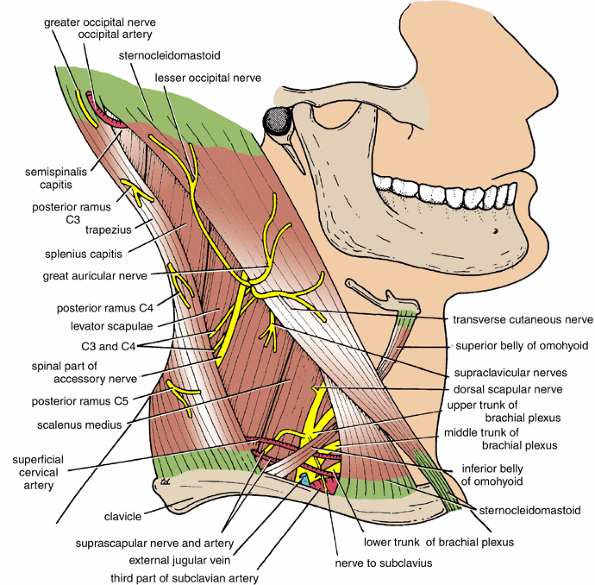 greater occipital nerve
occipital artery
sternocleidomastoid
lesser occipital nerve
semispinalis
capitis
posterior ramus
C3
trapezius
splenius capitis
great auricular nerve
posterior ramus C4
levator scapulae
C3 and C4
spinal part of
accessory nerve
posterior ramus C5
scalenus medius
superficial
cervical
artery
clavicle
suprascapular nerve and artery
external jugular vein
third part of subclavian artery
transverse cutaneous nerve
superior belly of omohyoid
supraclavicular nerves
dorsal scapular nerve
upper trunk of
brachial plexus
middle trunk of
brachial plexus
inferior belly
of omohyoid
sternocleidomastoid
lower trunk of brachial plexus
nerve to subclavius